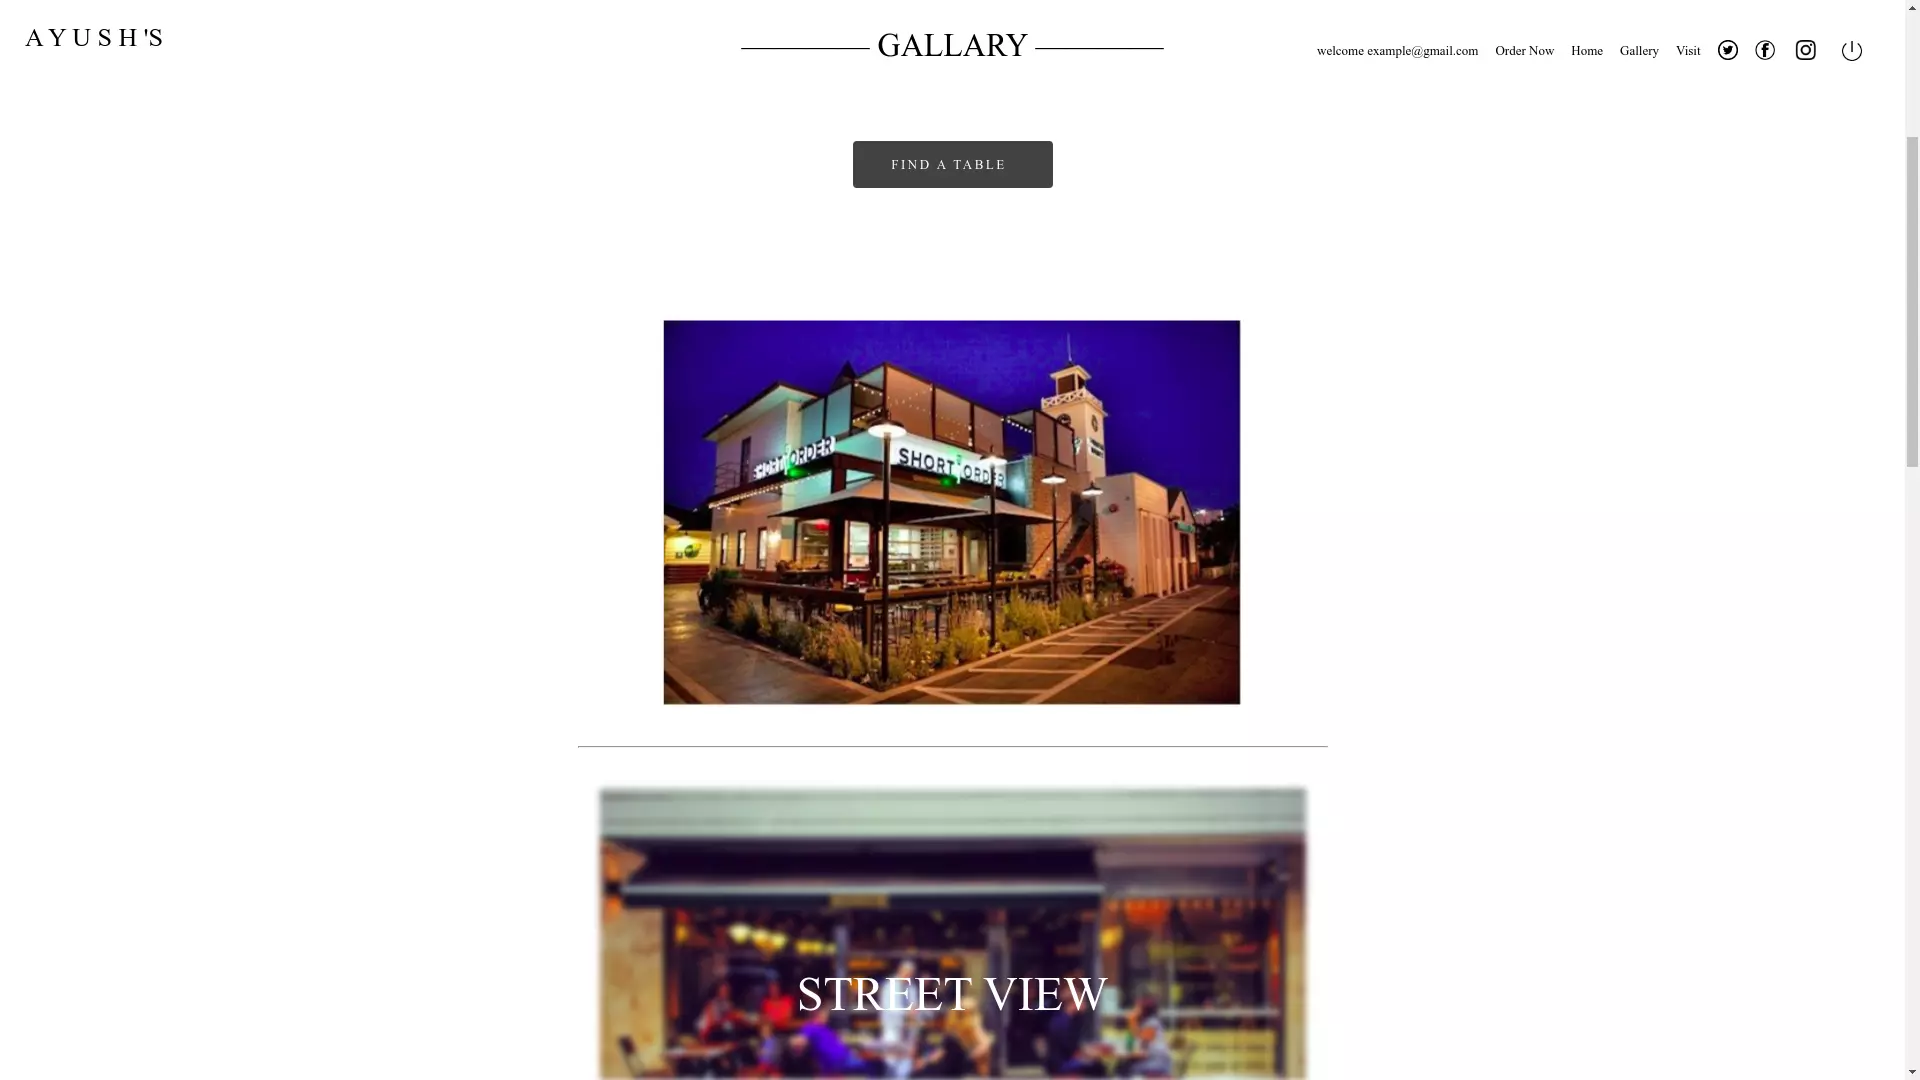 AYUSH'S
GALLARY
welcome example@gmail.com Order Now Home Gallery Visit
FIND A TABLE
SHORT ORDER
SHORT ORDER
STREET VIEW